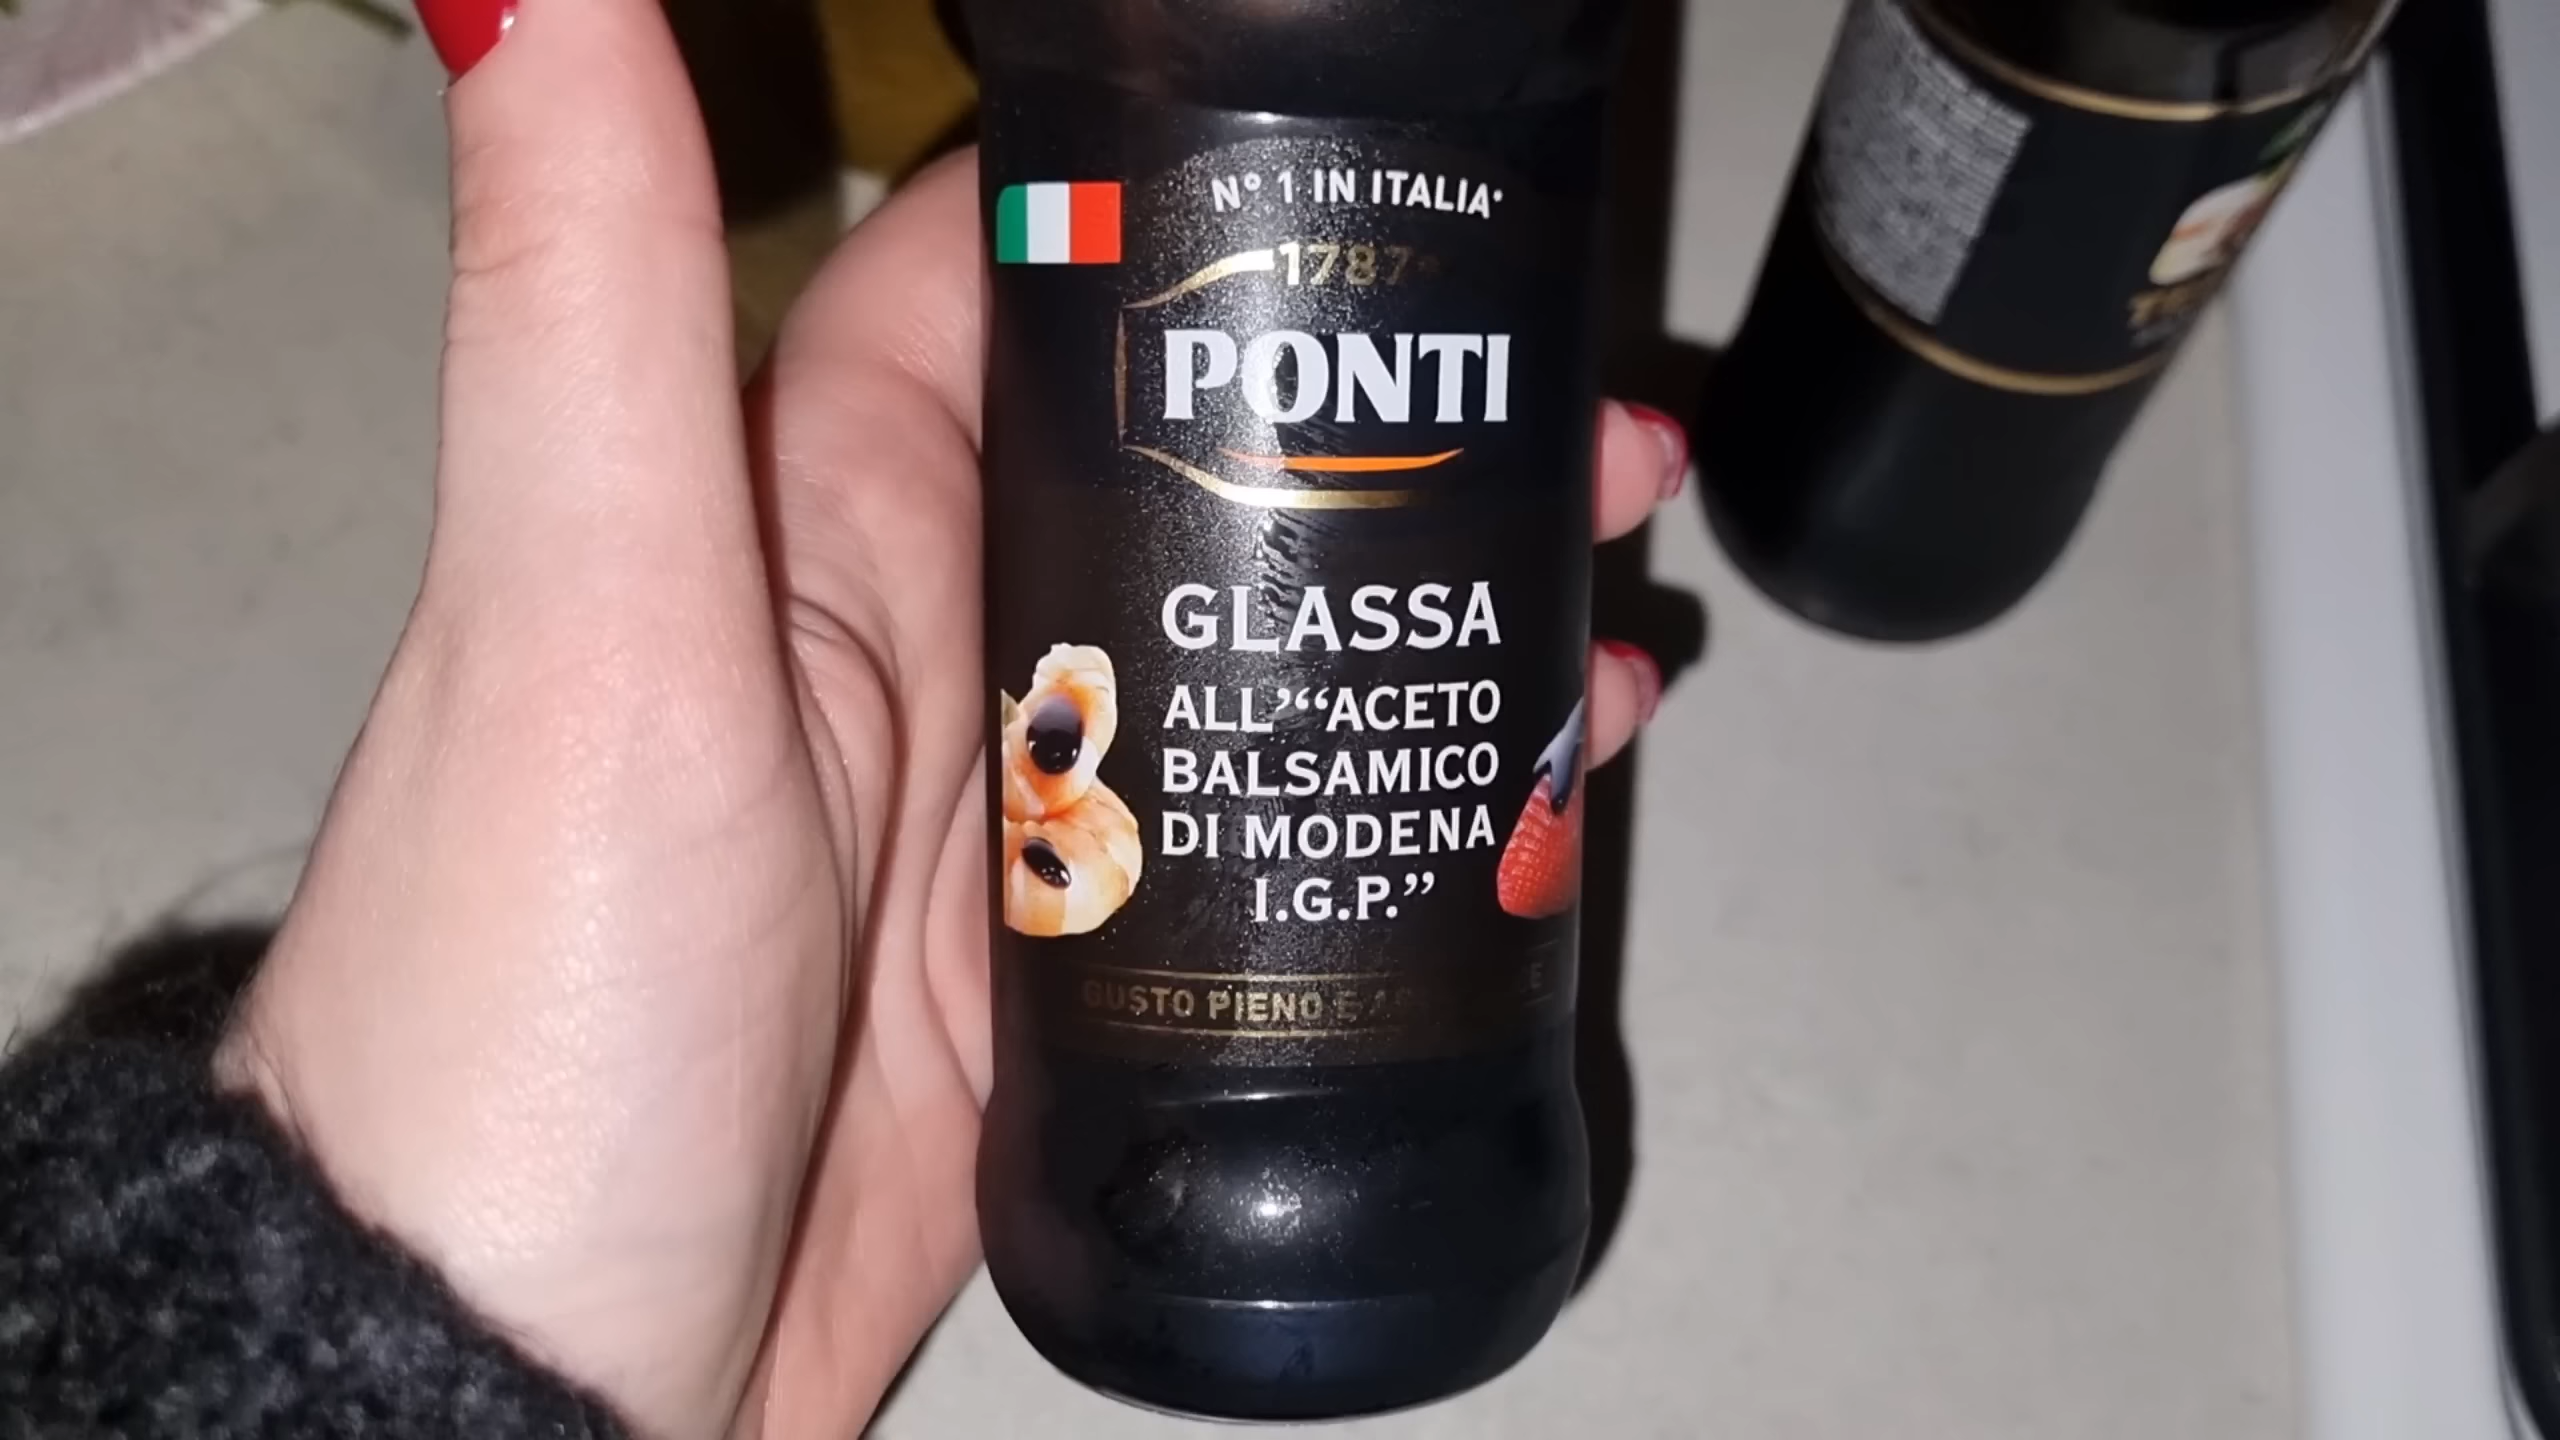 N° 1 IN ITALIA•
1787
PONTI
GLASSA
ALL'“ACETO
BALSAMICO
DI MODENA
I.G.P.”
GUSTO PIENO E